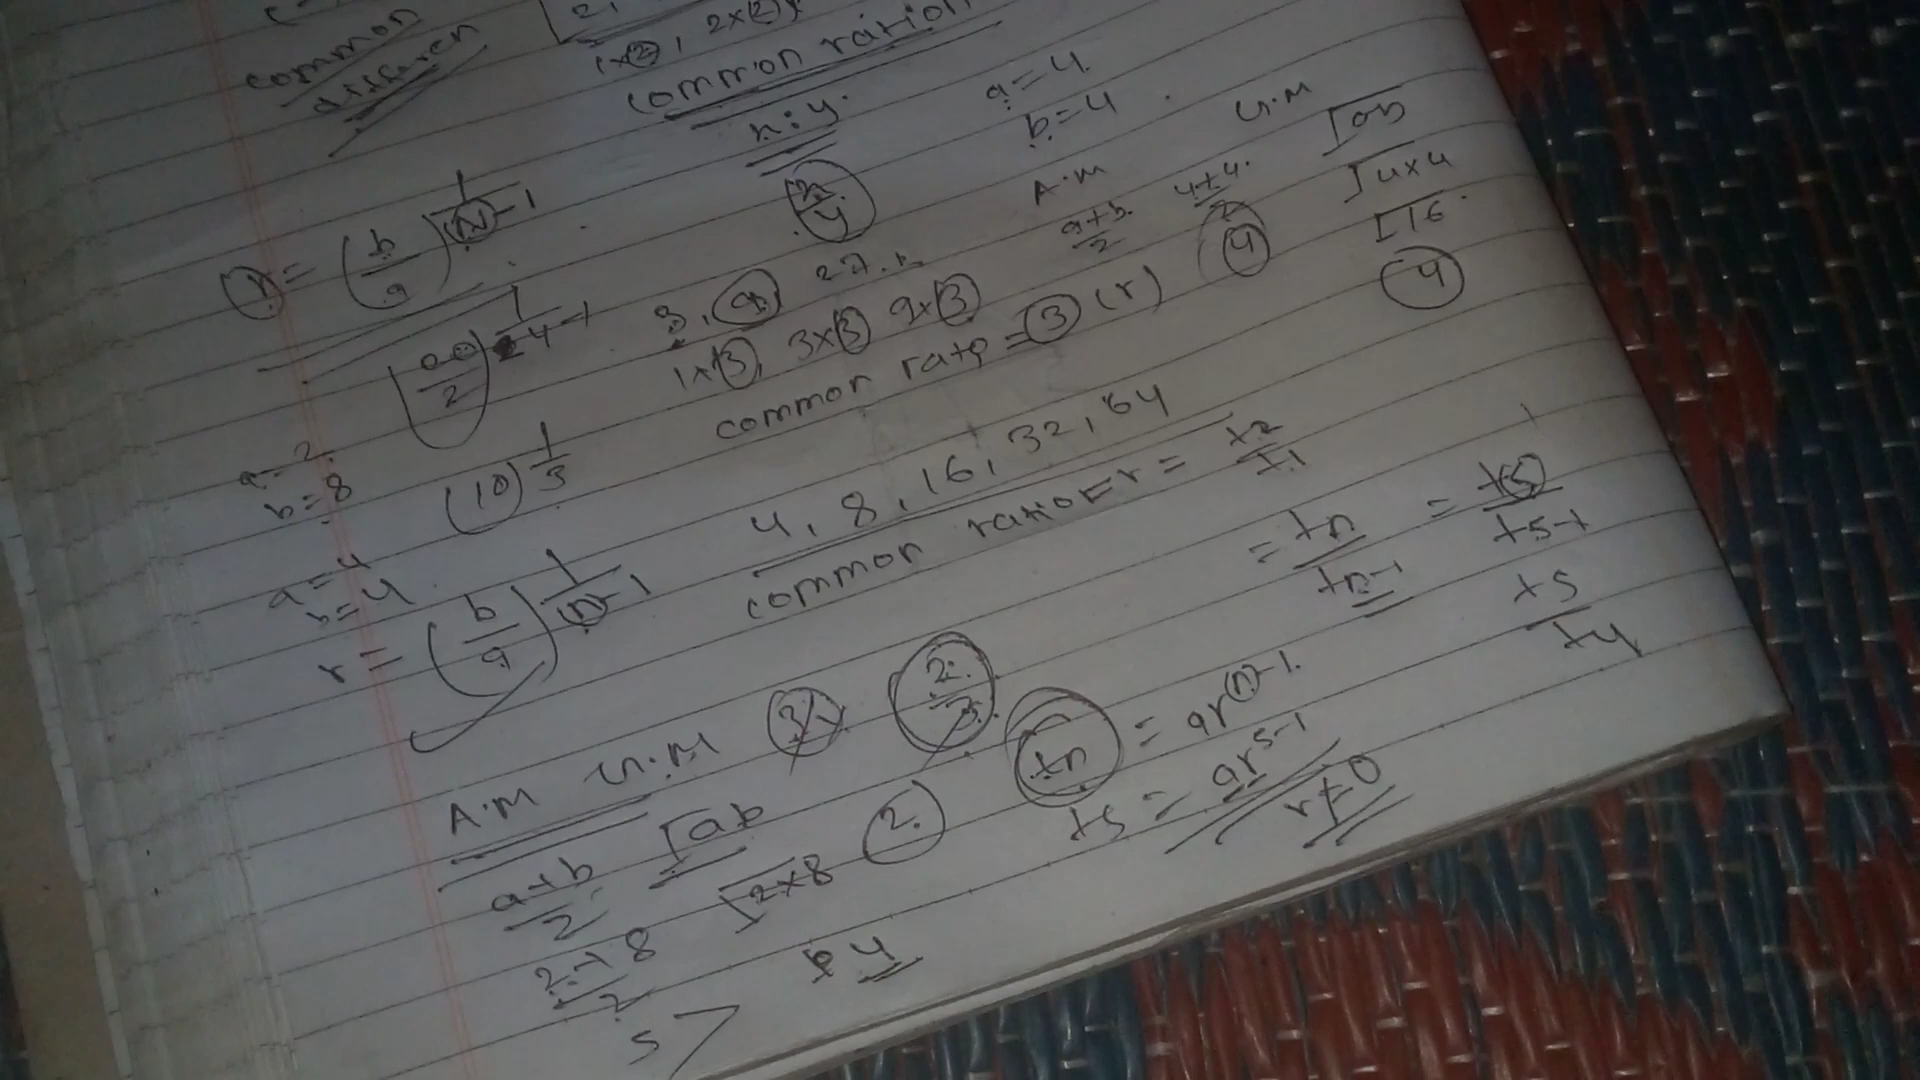 common
differen
1×2, 2×2
common ration
x:y.
x/y
a=4.
b=4
r = (b/a)^1/(n)-1
A.M
G.M
a+b/2
4+4/2
4
√ab
√4×4
√16.
4
3, 9, 27.
1×3, 3×3 9×3
common rate = 3 (r)
a=2.
b=8
(10)^1/3
4, 8, 16, 32, 64
common ratio = r = t2/t1
= tn/tn-1 = t5/t5-1
t5/t4
a=4
b=4
r = (b/a)^1/(n)-1
2/3
A.M G.M
a+b/2 √ab
2+8/2 √2×8 2.
5 > 4
tn = ar^(n)-1.
t5 = ar^5-1
r≠0